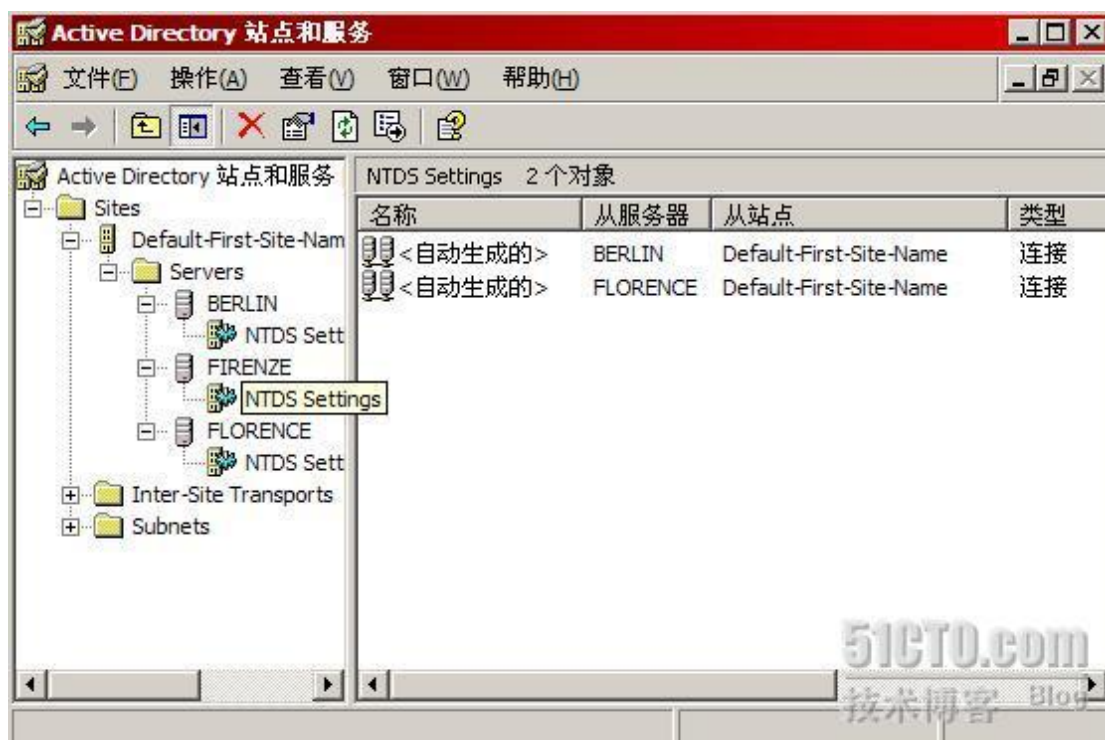 Active Directory 站点和服务
文件(F) 操作(A) 查看(V) 窗口(W) 帮助(H)
Active Directory 站点和服务
Sites
Default-First-Site-Nam
Servers
BERLIN
NTDS Sett
FIRENZE
NTDS Settings
FLORENCE
NTDS Sett
Inter-Site Transports
Subnets
NTDS Settings 2 个对象
名称 从服务器 从站点 类型
<自动生成的> BERLIN Default-First-Site-Name 连接
<自动生成的> FLORENCE Default-First-Site-Name 连接
51CTO.com
技术博客 Blog